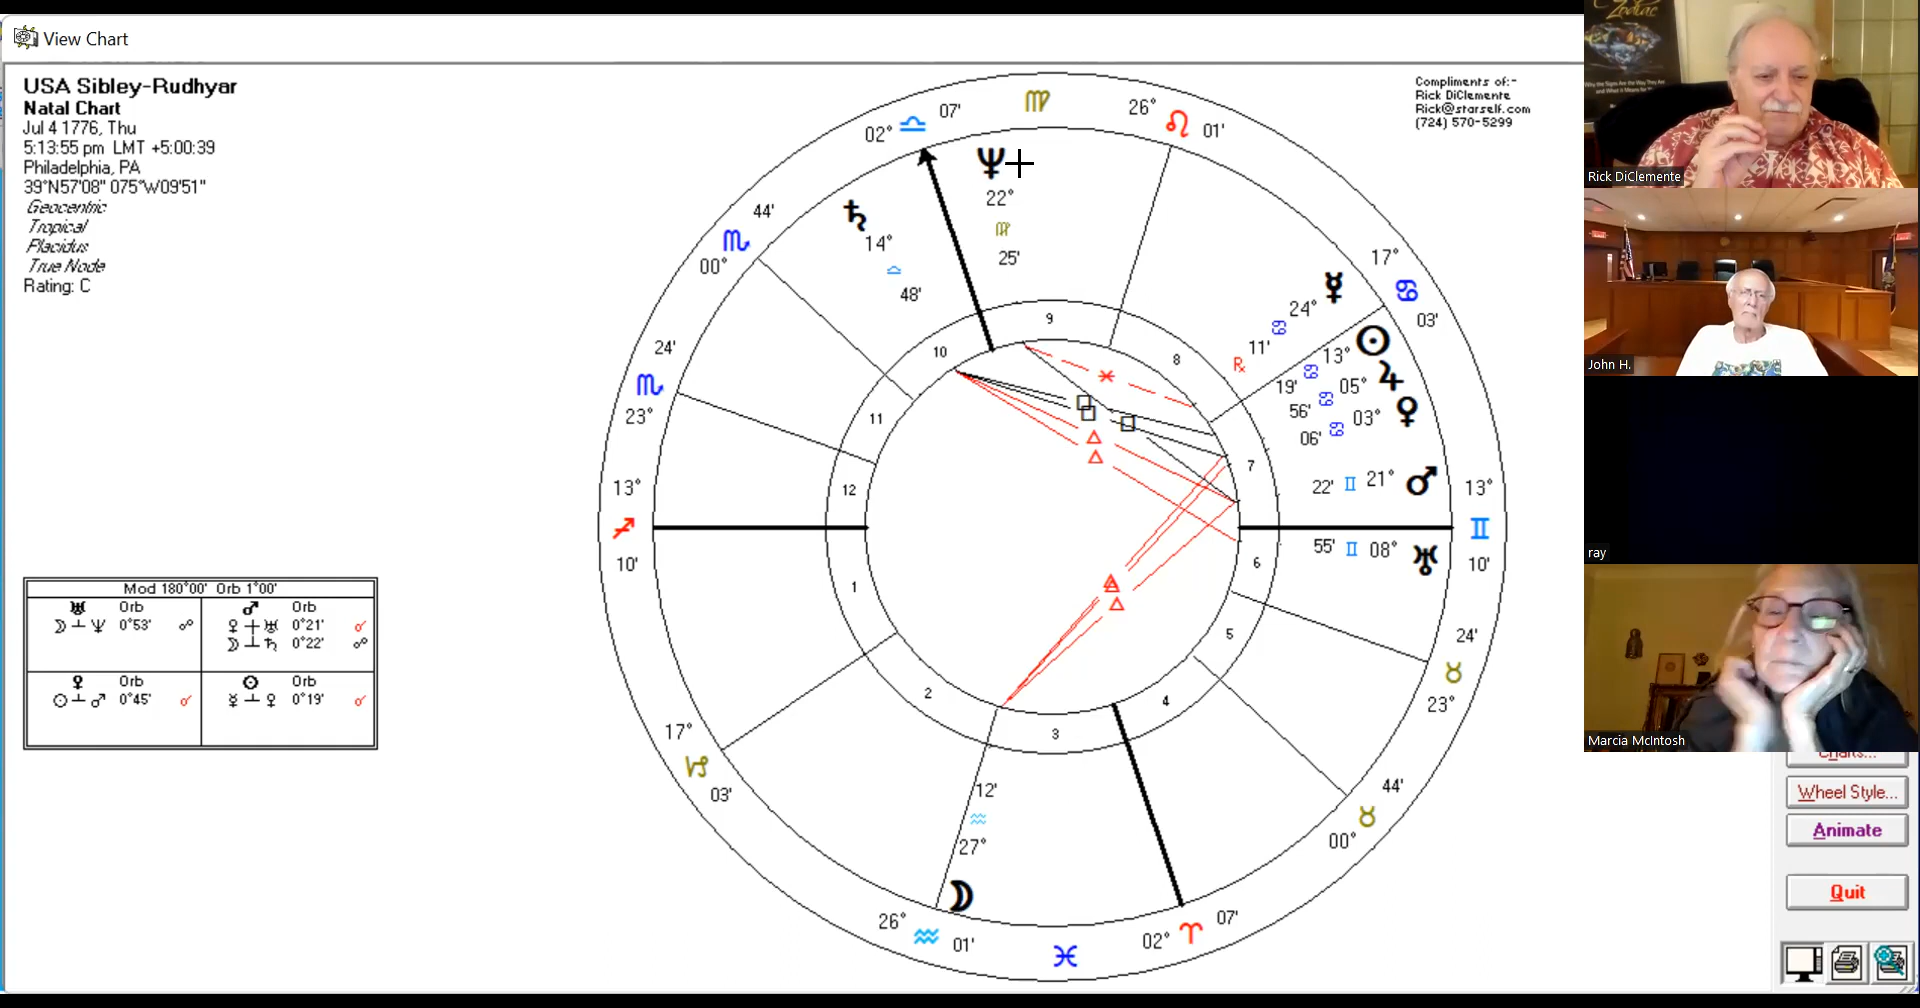 View Chart
USA Sibley-Rudhyar
Natal Chart
Jul 4 1776, Thu
5:13:55 pm LMT +5:00:39
Philadelphia, PA
39°N57'08" 075°W09'51"
Geocentric
Tropical
Placidus
True Node
Rating: C
Compliments of:-
Rick DiClemente
Rick@starself.com
(724) 570-5299
Mod 180°00' Orb 1°00'
♅ Orb
☽ ┴ ♆ 0°53' ☍
♂ Orb
♀ ┼ ♅ 0°21' ☌
☽ ┴ ♄ 0°22' ☍
♀ Orb
☉ ┴ ♂ 0°45' ☌
☉ Orb
☿ ┴ ♀ 0°19' ☌
02° ♎ 07'
♍
26° ♌ 01'
17° ♋ 03'
13° ♊ 10'
24' ♉ 23°
44' ♉ 00°
02° ♈ 07'
♓
26° ♒ 01'
17° ♑ 03'
13° ♐ 10'
24' ♏ 23°
44' ♏ 00°
♆ 22° ♍ 25'
♄ 14° ♎ 48'
☿ 24° ♋ 11' ℞
☉ 13° ♋ 19'
♃ 05° ♋ 56'
♀ 03° ♋ 06'
♂ 21° ♊ 22'
♅ 08° ♊ 55'
☽ 27° ♒ 12'
1
2
3
4
5
6
7
8
9
10
11
12
Zodiac
Rick DiClemente
John H.
ray
Marcia McIntosh
Charts...
Wheel Style...
Animate
Quit